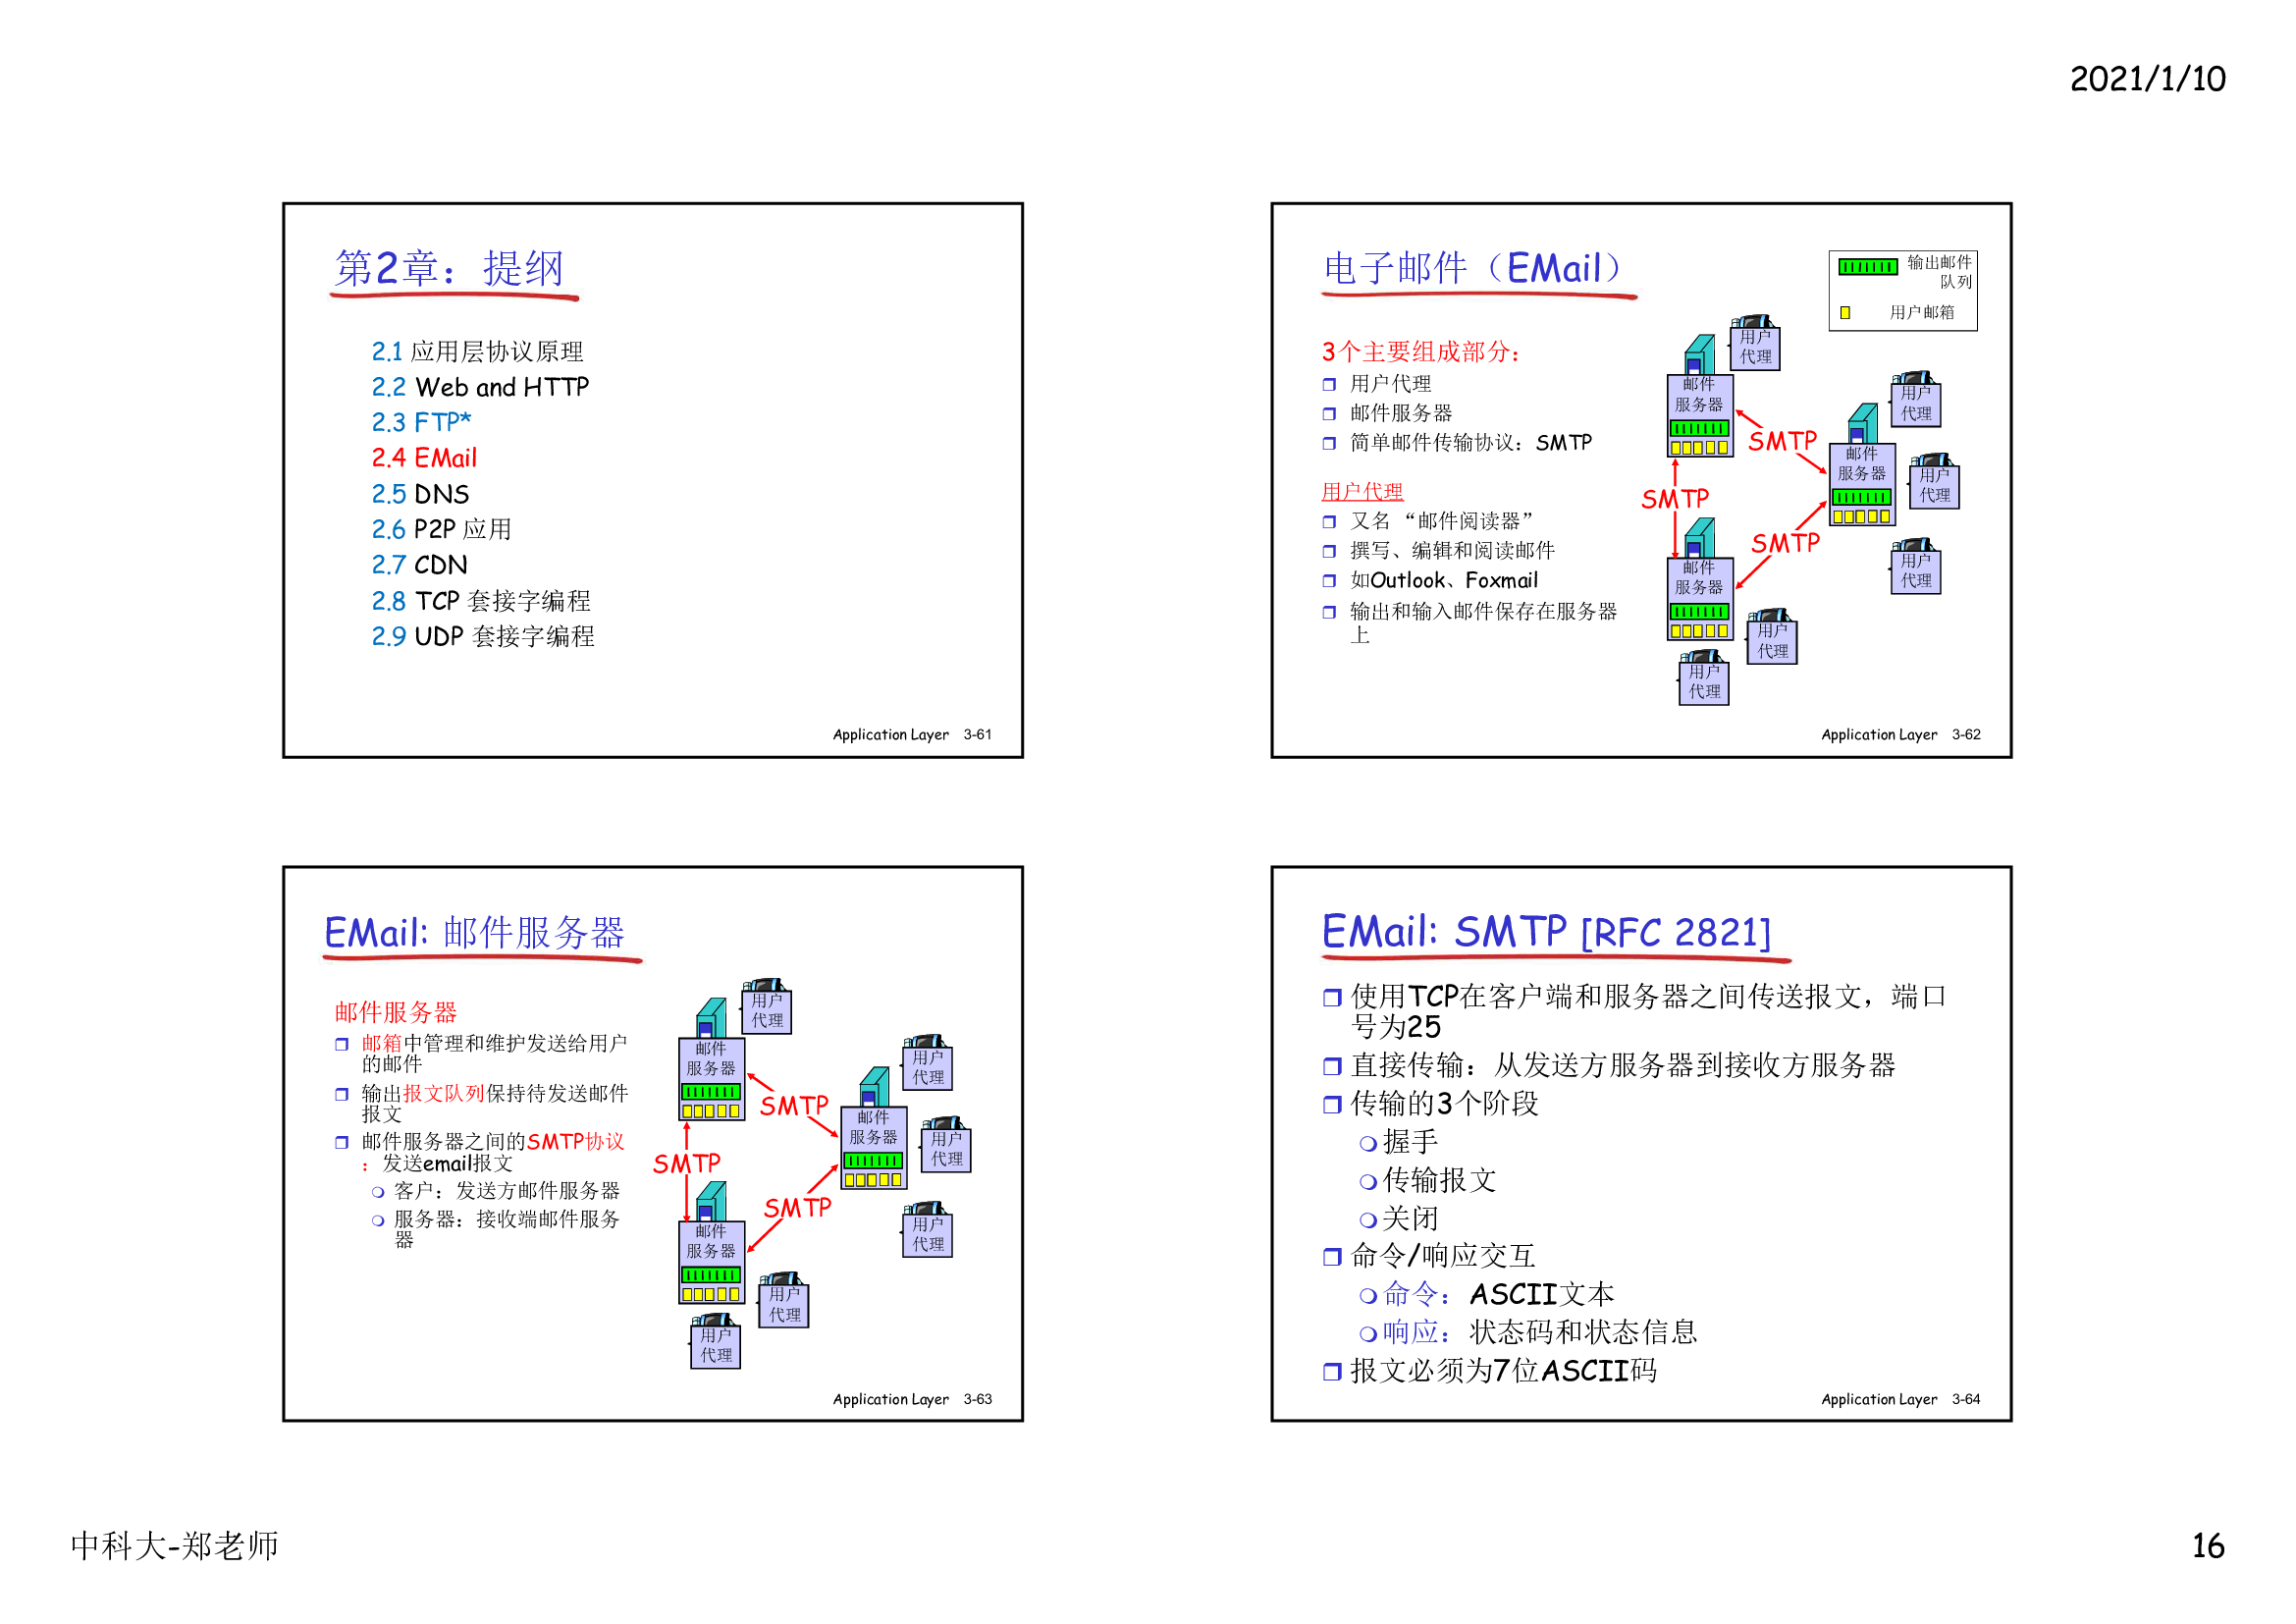 2021/1/10
第2章：提纲
2.1 应用层协议原理
2.2 Web and HTTP
2.3 FTP*
2.4 EMail
2.5 DNS
2.6 P2P 应用
2.7 CDN
2.8 TCP 套接字编程
2.9 UDP 套接字编程
Application Layer 3-61
电子邮件（EMail）
输出邮件
队列
用户邮箱
3个主要组成部分：
用户代理
邮件服务器
简单邮件传输协议：SMTP
用户代理
又名 “邮件阅读器”
撰写、编辑和阅读邮件
如Outlook、Foxmail
输出和输入邮件保存在服务器
上
用户
代理
邮件
服务器
用户
代理
SMTP
邮件
服务器
用户
代理
SMTP
SMTP
用户
代理
邮件
服务器
用户
代理
用户
代理
Application Layer 3-62
EMail: 邮件服务器
邮件服务器
邮箱中管理和维护发送给用户
的邮件
输出报文队列保持待发送邮件
报文
邮件服务器之间的SMTP协议
：发送email报文
客户：发送方邮件服务器
服务器：接收端邮件服务
器
用户
代理
邮件
服务器
用户
代理
SMTP
邮件
服务器
用户
代理
SMTP
SMTP
用户
代理
邮件
服务器
用户
代理
用户
代理
Application Layer 3-63
EMail: SMTP [RFC 2821]
使用TCP在客户端和服务器之间传送报文，端口
号为25
直接传输：从发送方服务器到接收方服务器
传输的3个阶段
握手
传输报文
关闭
命令/响应交互
命令：ASCII文本
响应：状态码和状态信息
报文必须为7位ASCII码
Application Layer 3-64
中科大-郑老师
16